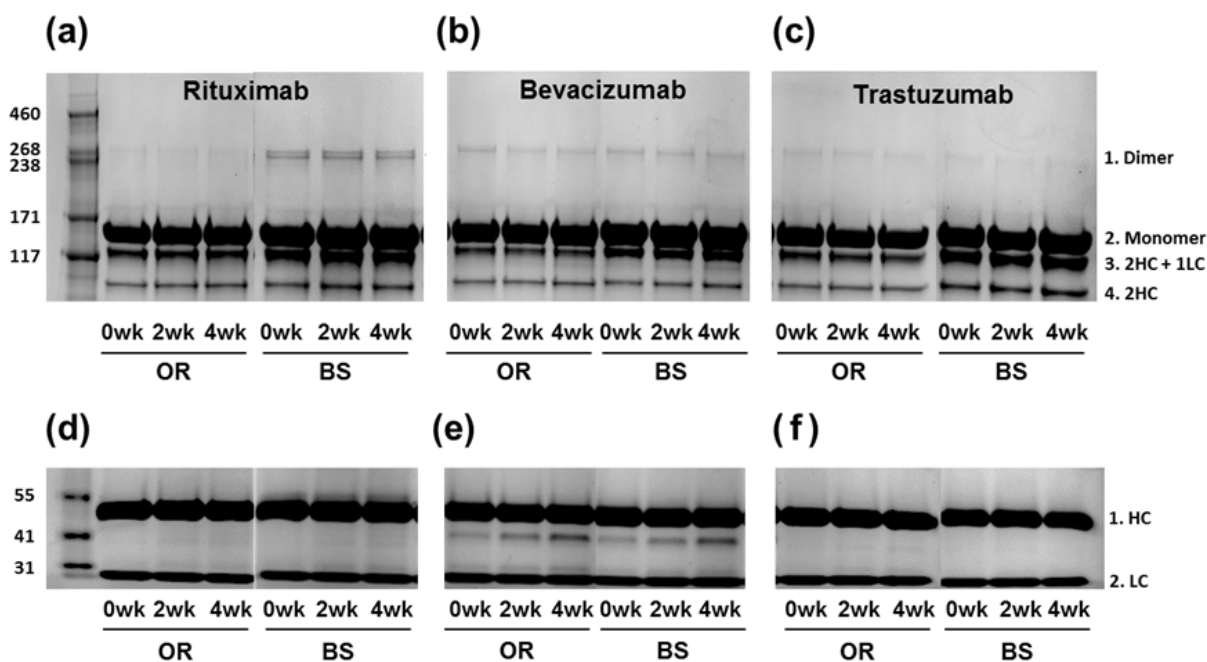 (a) (b) (c)
Rituximab Bevacizumab Trastuzumab
460
268
238
171
117
1. Dimer
2. Monomer
3. 2HC + 1LC
4. 2HC
0wk 2wk 4wk 0wk 2wk 4wk 0wk 2wk 4wk 0wk 2wk 4wk 0wk 2wk 4wk 0wk 2wk 4wk
OR BS OR BS OR BS
(d) (e) (f)
55
41
31
1. HC
2. LC
0wk 2wk 4wk 0wk 2wk 4wk 0wk 2wk 4wk 0wk 2wk 4wk 0wk 2wk 4wk 0wk 2wk 4wk
OR BS OR BS OR BS